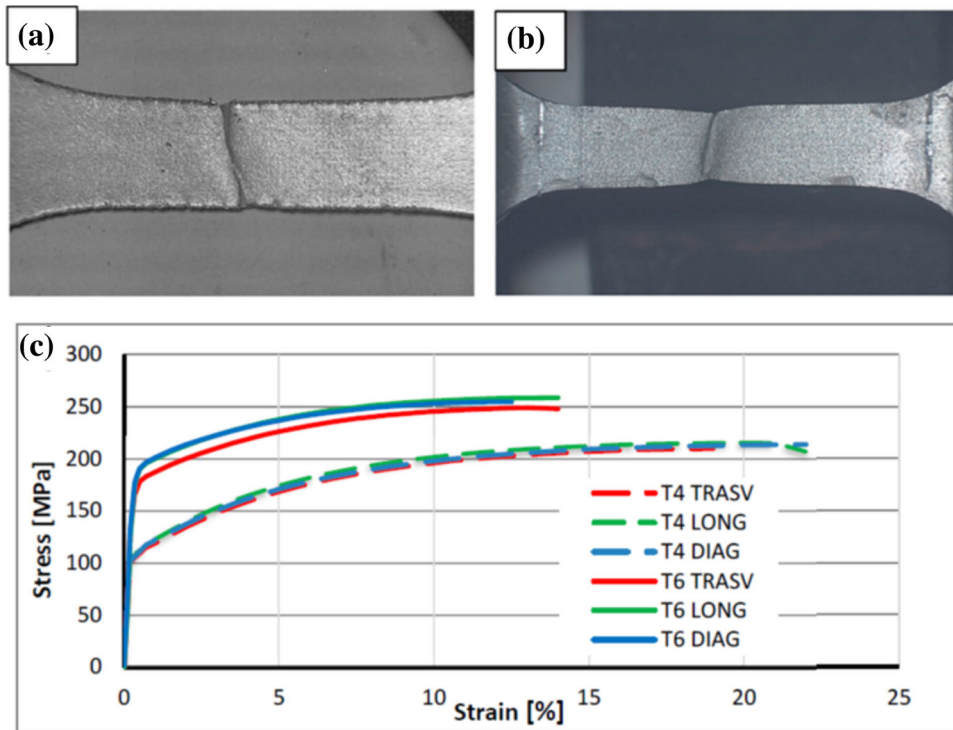 (a)
(b)
(c)
300
250
200
150
100
50
0
Stress [MPa]
T4 TRASV
T4 LONG
T4 DIAG
T6 TRASV
T6 LONG
T6 DIAG
0 5 10 15 20 25
Strain [%]